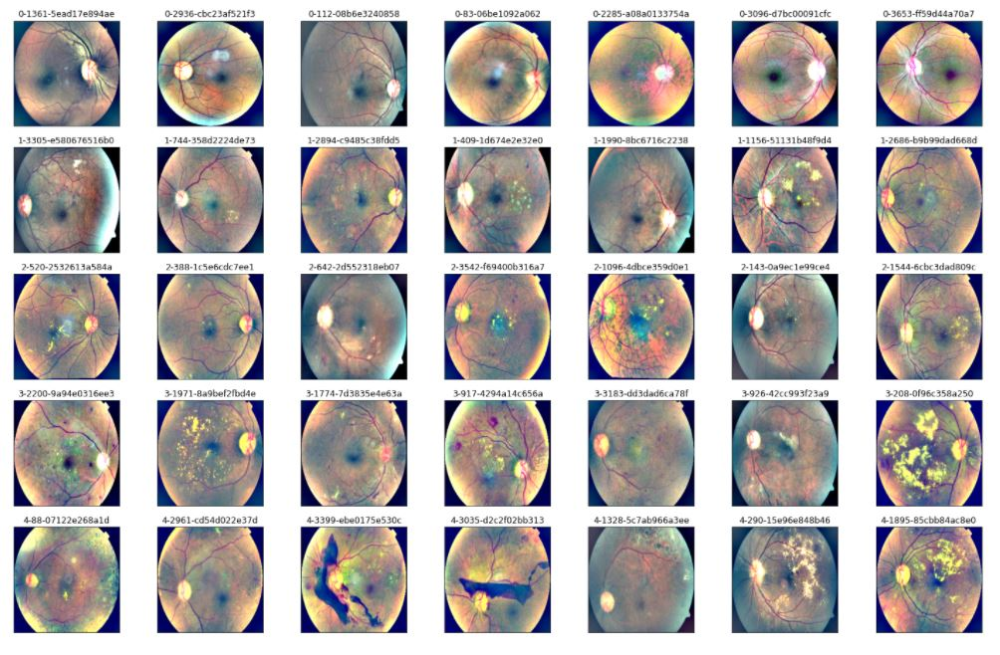 0-1361-5ead17e894ae 0-2936-cbc23af521f3 0-112-08b6e3240858 0-83-06be1092a062 0-2285-a08a0133754a 0-3096-d7bc00091cfc 0-3653-ff59d44a70a7
1-3305-e580676516b0 1-744-358d2224de73 1-2894-c9485c38fdd5 1-409-1d674e2e32e0 1-1990-8bc6716c2238 1-1156-51131b48f9d4 1-2686-b9b99dad668d
2-520-2532613a584a 2-388-1c5e6cdc7ee1 2-642-2d552318eb07 2-3542-f69400b316a7 2-1096-4dbce359d0e1 2-143-0a9ec1e99ce4 2-1544-6cbc3dad809c
3-2200-9a94e0316ee3 3-1971-8a9bef2fbd4e 3-1774-7d3835e4e63a 3-917-4294a14c656a 3-3183-dd3dad6ca78f 3-926-42cc993f23a9 3-208-0f96c358a250
4-88-07122e268a1d 4-2961-cd54d022e37d 4-3399-ebe0175e530c 4-3035-d2c2f02bb313 4-1328-5c7ab966a3ee 4-290-15e96e848b46 4-1895-85cbb84ac8e0